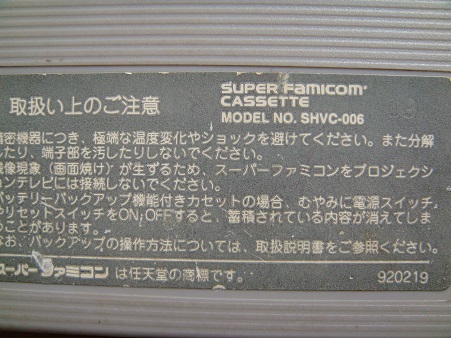 SUPER FAMICOM
CASSETTE
取扱い上のご注意
MODEL NO. SHVC-006
精密機器につき、極端な温度変化やショックを避けてください。また分解
したり、端子部を汚したりしないでください。
残像現象（画面焼け）が生ずるため、スーパーファミコンをプロジェクシ
ョンテレビには接続しないでください。
バッテリーバックアップ機能付きカセットの場合、むやみに電源スイッチ
やリセットスイッチをON,OFFすると、蓄積されている内容が消えてしま
うことがあります。
なお、バックアップの操作方法については、取扱説明書をご参照ください。
スーパーファミコン は任天堂の商標です。
920219